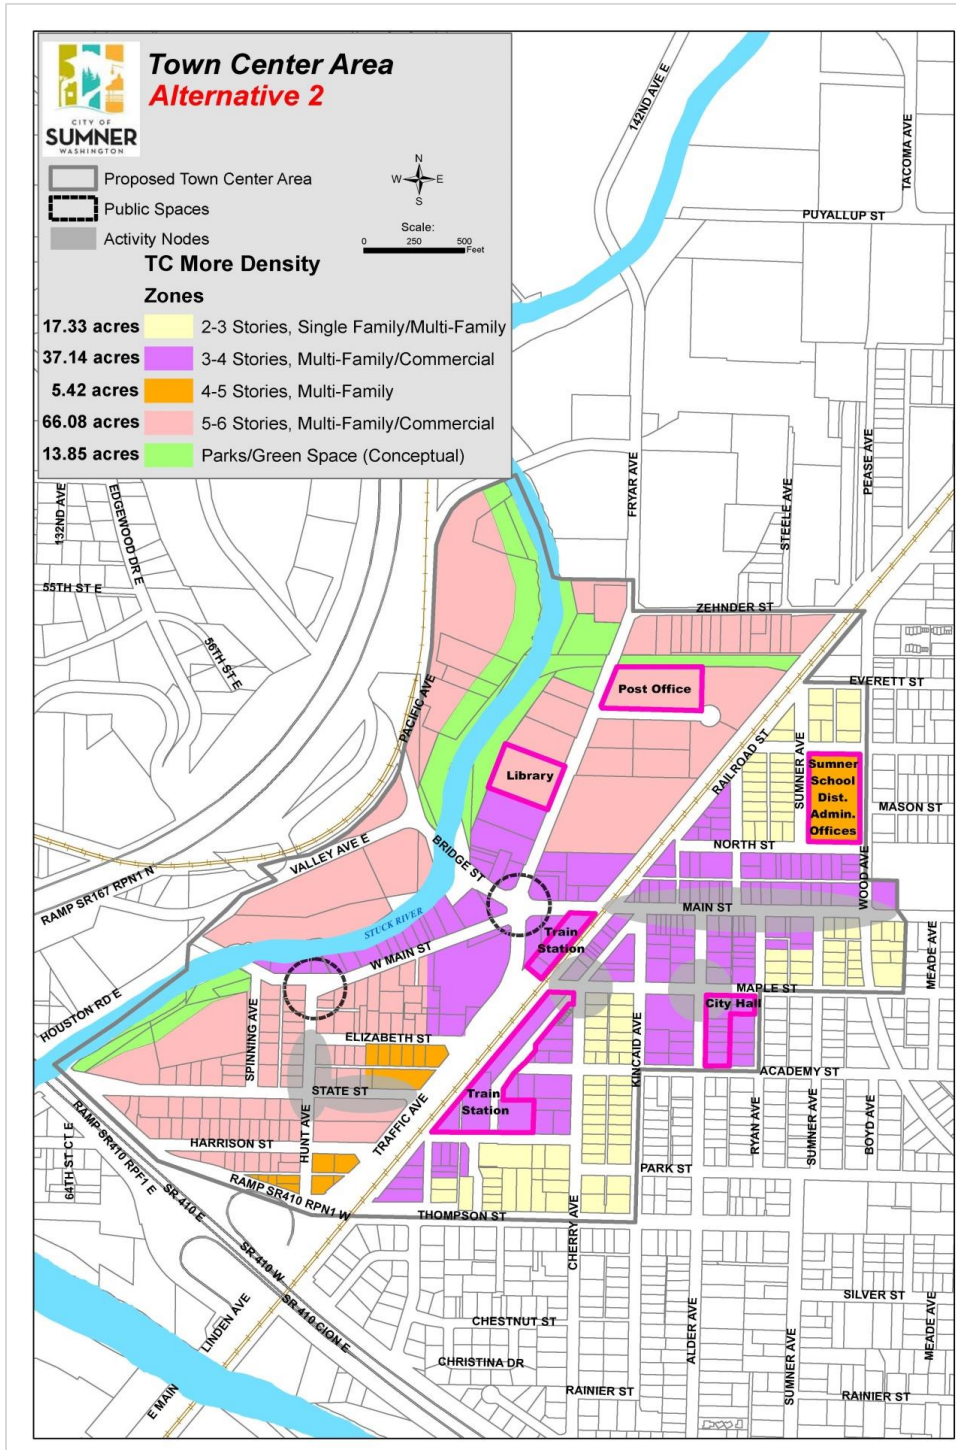 Town Center Area
Alternative 2
CITY OF
SUMNER
WASHINGTON
N
W E
S
Proposed Town Center Area
Public Spaces
Activity Nodes
Scale:
0 250 500
Feet
TC More Density
Zones
17.33 acres 2-3 Stories, Single Family/Multi-Family
37.14 acres 3-4 Stories, Multi-Family/Commercial
5.42 acres 4-5 Stories, Multi-Family
66.08 acres 5-6 Stories, Multi-Family/Commercial
13.85 acres Parks/Green Space (Conceptual)
142ND AVE E
TACOMA AVE
PUYALLUP ST
PEASE AVE
FRYAR AVE
STEELE AVE
132ND AVE
EDGEWOOD DR E
55TH ST E
56TH ST E
ZEHNDER ST
EVERETT ST
PACIFIC AVE
Post Office
RAILROAD ST
SUMNER AVE
Library
Sumner
School
Dist.
Admin.
Offices
MASON ST
VALLEY AVE E
BRIDGE ST
NORTH ST
WOOD AVE
RAMP SR167 RPN1 N
STUCK RIVER
MAIN ST
W MAIN ST
Train
Station
MEADE AVE
MAPLE ST
City Hall
HOUSTON RD E
SPINNING AVE
ELIZABETH ST
KINCAID AVE
ACADEMY ST
STATE ST
Train
Station
HUNT AVE
TRAFFIC AVE
HARRISON ST
RYAN AVE
SUMNER AVE
BOYD AVE
64TH ST CT E
RAMP SR410 RPF1 E
PARK ST
RAMP SR410 RPN1 W
SR 410 E
THOMPSON ST
CHERRY AVE
SR 410 W
SR 410 CION E
LINDEN AVE
SILVER ST
CHESTNUT ST
ALDER AVE
SUMNER AVE
MEADE AVE
CHRISTINA DR
E MAIN
RAINIER ST
RAINIER ST